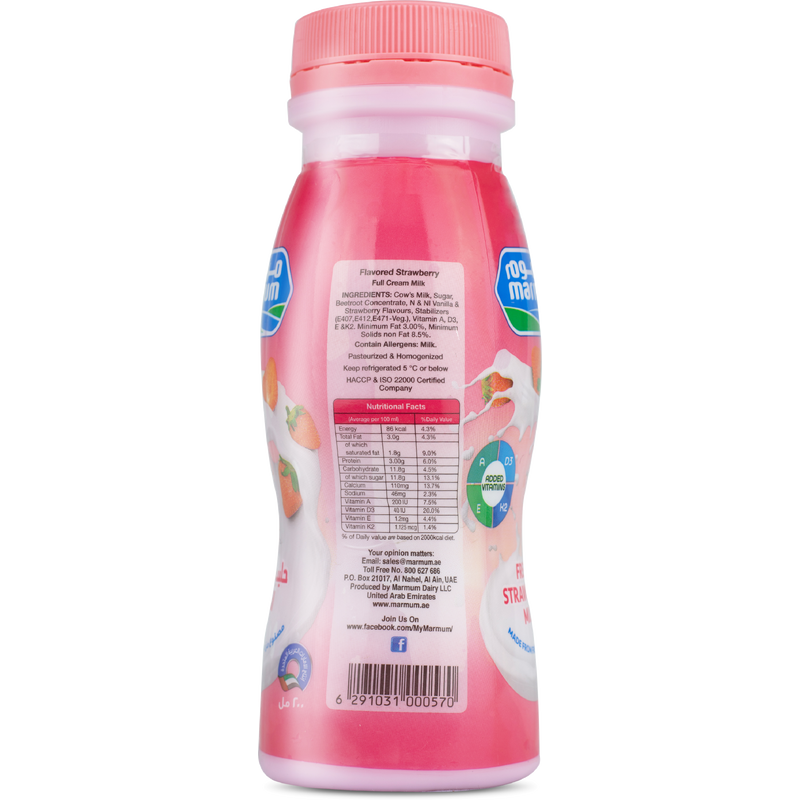 مروم
marmum
Flavored Strawberry
Full Cream Milk
INGREDIENTS: Cow's Milk, Sugar,
Beetroot Concentrate, N & NI Vanilla &
Strawberry Flavours, Stabilizers
(E407,E412,E471-Veg.), Vitamin A, D3,
E &K2. Minimum Fat 3.00%, Minimum
Solids non Fat 8.5%.
Contain Allergens: Milk.
Pasteurized & Homogenized
Keep refrigerated 5 °C or below
HACCP & ISO 22000 Certified
Company
Nutritional Facts
(Average per 100 ml) %Daily Value
Energy 86 kcal 4.3%
Total Fat 3.0g 4.3%
of which
saturated fat 1.8g 9.0%
Protein 3.00g 6.0%
Carbohydrate 11.8g 4.5%
of which sugar 11.8g 13.1%
Calcium 110mg 13.7%
Sodium 46mg 2.3%
Vitamin A 200IU 7.5%
Vitamin D3 40IU 20.0%
Vitamin E 1.2mg 4.4%
Vitamin K2 1.125 mcg 1.4%
% of Daily value are based on 2000kcal diet.
Your opinion matters:
Email: sales@marmum.ae
Toll Free No. 800 627 686
P.O. Box 21017, Al Nahel, Al Ain, UAE
Produced by Marmum Dairy LLC
United Arab Emirates
www.marmum.ae
Join Us On
www.facebook.com/MyMarmum/
f
6 291031 000570
A D3
ADDED
VITAMINS
E K2
MADE FROM
٢٠٠ مل